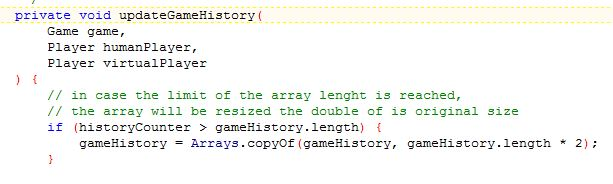 private void updateGameHistory(
Game game,
Player humanPlayer,
Player virtualPlayer
) {
// in case the limit of the array lenght is reached,
// the array will be resized the double of is original size
if (historyCounter > gameHistory.length) {
gameHistory = Arrays.copyOf(gameHistory, gameHistory.length * 2);
}